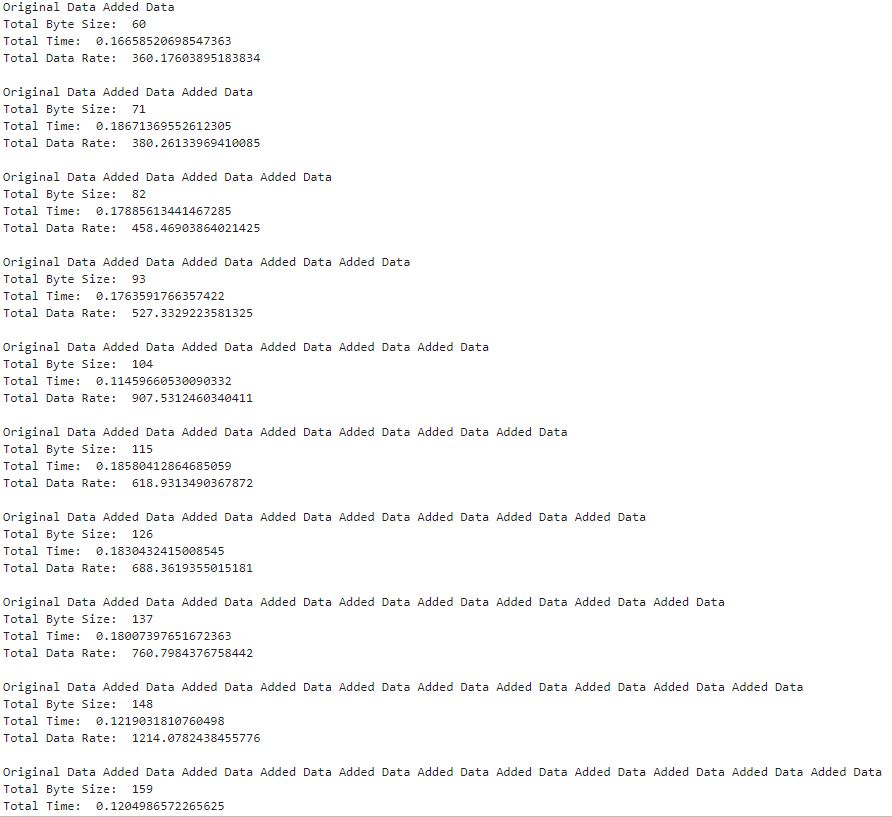 Original Data Added Data
Total Byte Size:  60
Total Time:  0.16658520698547363
Total Data Rate:  360.17603895183834
Original Data Added Data Added Data
Total Byte Size:  71
Total Time:  0.18671369552612305
Total Data Rate:  380.26133969410085
Original Data Added Data Added Data Added Data
Total Byte Size:  82
Total Time:  0.17885613441467285
Total Data Rate:  458.46903864021425
Original Data Added Data Added Data Added Data Added Data
Total Byte Size:  93
Total Time:  0.1763591766357422
Total Data Rate:  527.3329223581325
Original Data Added Data Added Data Added Data Added Data Added Data
Total Byte Size:  104
Total Time:  0.11459660530090332
Total Data Rate:  907.5312460340411
Original Data Added Data Added Data Added Data Added Data Added Data Added Data
Total Byte Size:  115
Total Time:  0.18580412864685059
Total Data Rate:  618.9313490367872
Original Data Added Data Added Data Added Data Added Data Added Data Added Data Added Data
Total Byte Size:  126
Total Time:  0.1830432415008545
Total Data Rate:  688.3619355015181
Original Data Added Data Added Data Added Data Added Data Added Data Added Data Added Data Added Data
Total Byte Size:  137
Total Time:  0.18007397651672363
Total Data Rate:  760.7984376758442
Original Data Added Data Added Data Added Data Added Data Added Data Added Data Added Data Added Data Added Data
Total Byte Size:  148
Total Time:  0.1219031810760498
Total Data Rate:  1214.0782438455776
Original Data Added Data Added Data Added Data Added Data Added Data Added Data Added Data Added Data Added Data Added Data
Total Byte Size:  159
Total Time:  0.1204986572265625